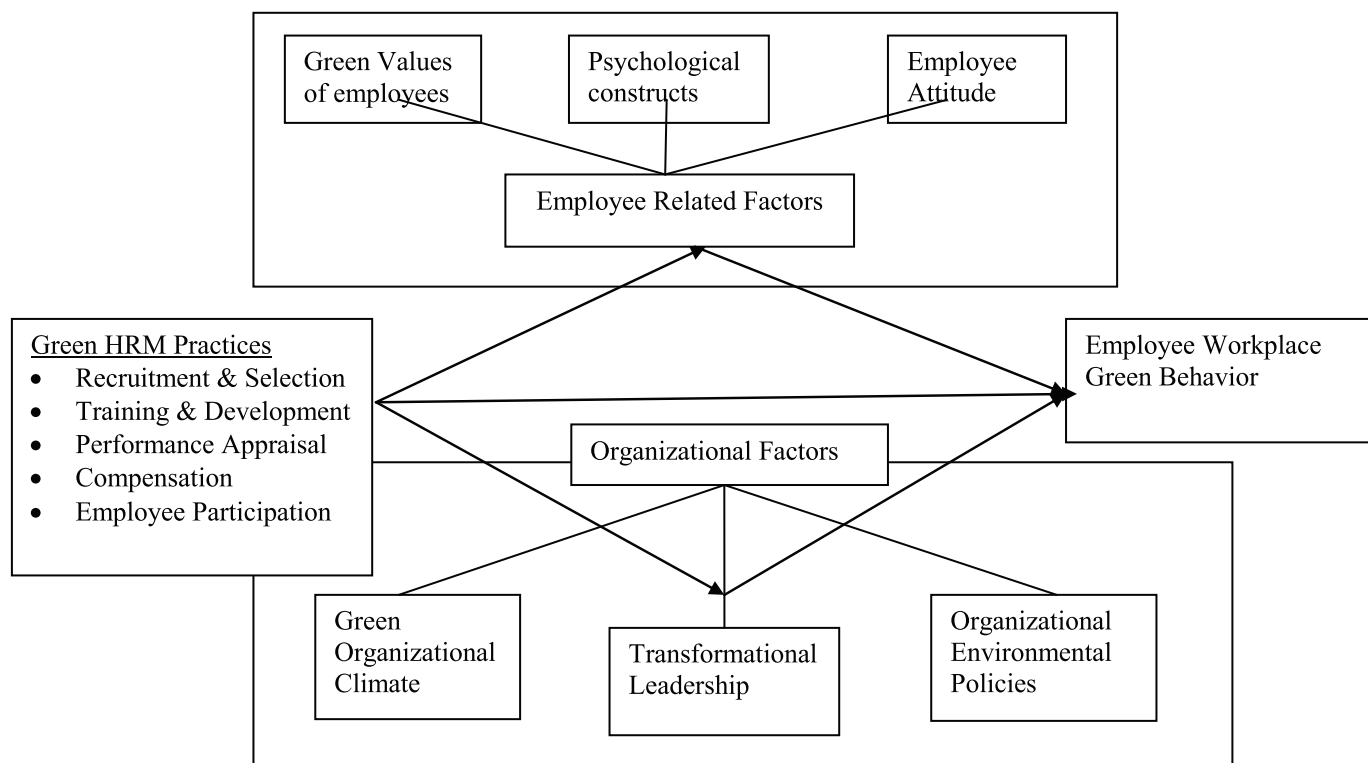 Green Values
of employees
Psychological
constructs
Employee
Attitude
Employee Related Factors
Green HRM Practices
• Recruitment & Selection
• Training & Development
• Performance Appraisal
• Compensation
• Employee Participation
Employee Workplace
Green Behavior
Organizational Factors
Green
Organizational
Climate
Transformational
Leadership
Organizational
Environmental
Policies